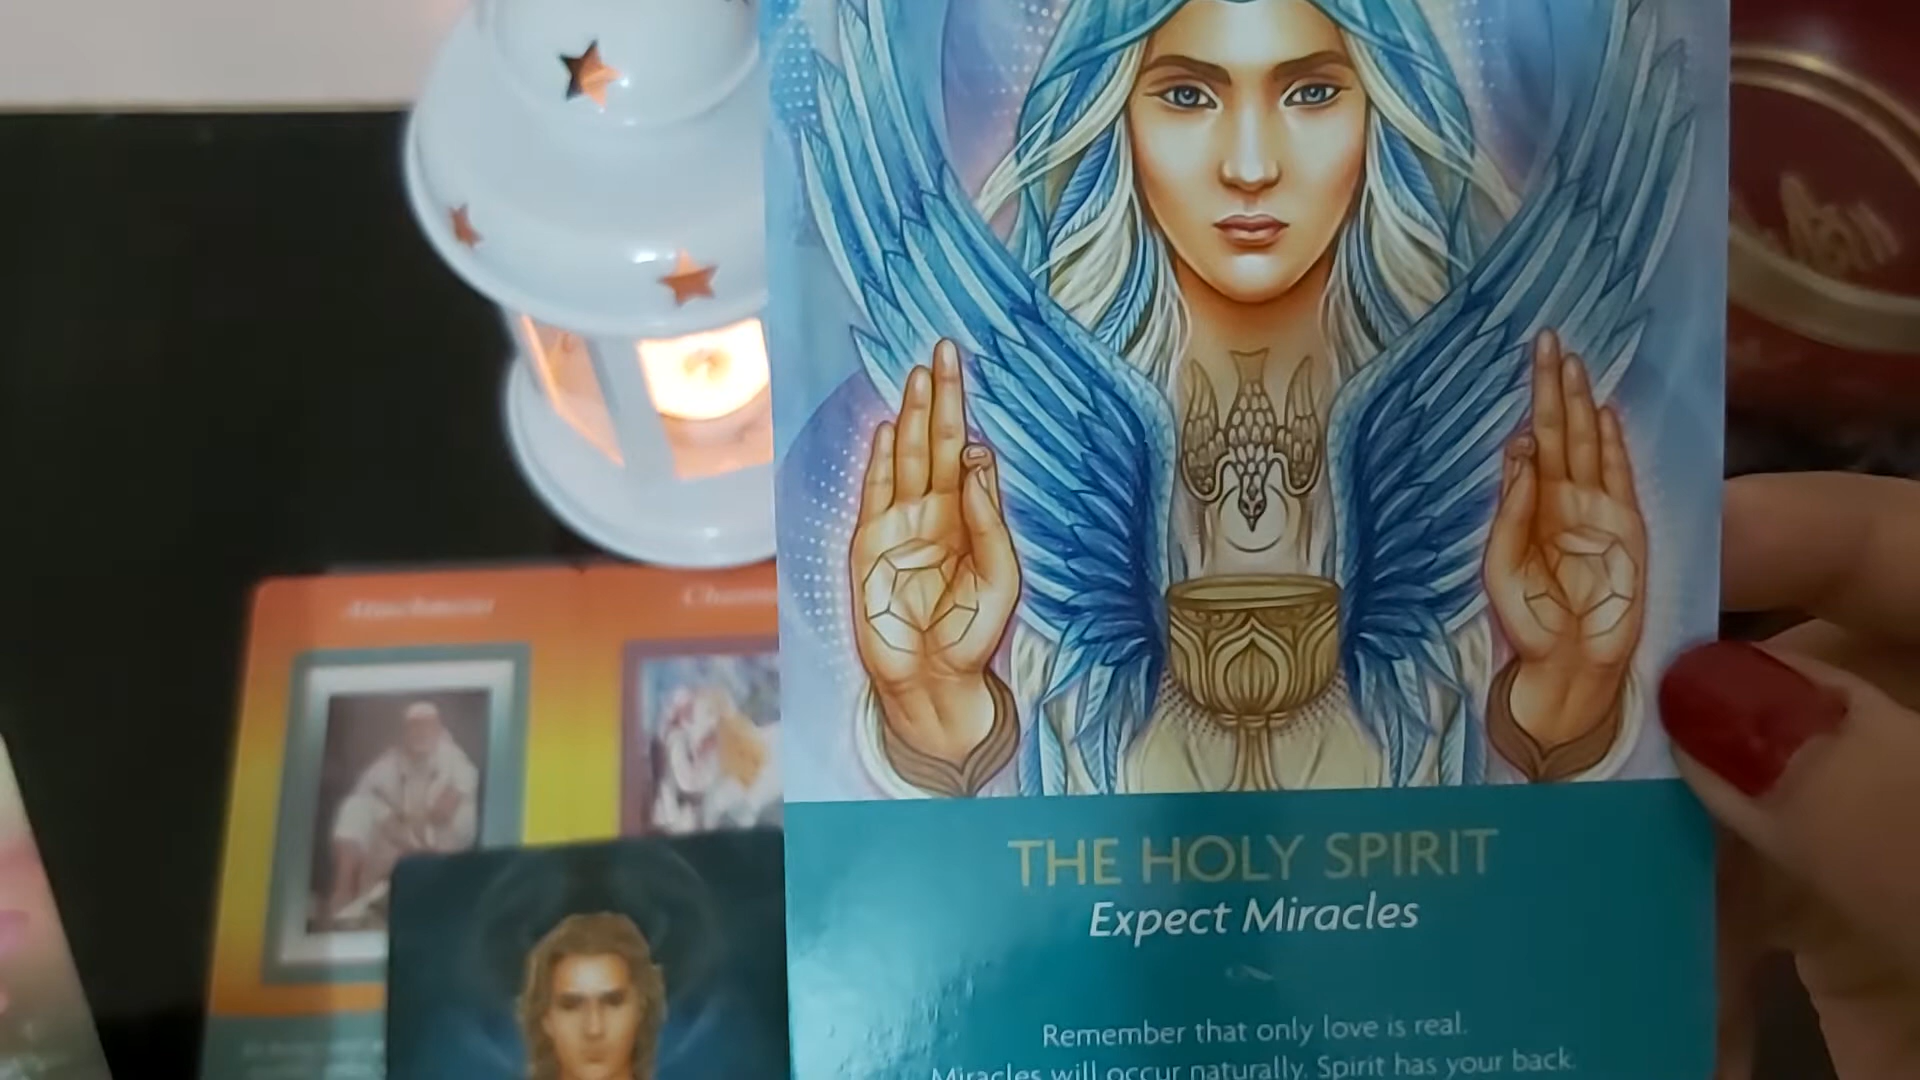 Attachment
THE HOLY SPIRIT
Expect Miracles
Remember that only love is real.
Miracles will occur naturally. Spirit has your back.